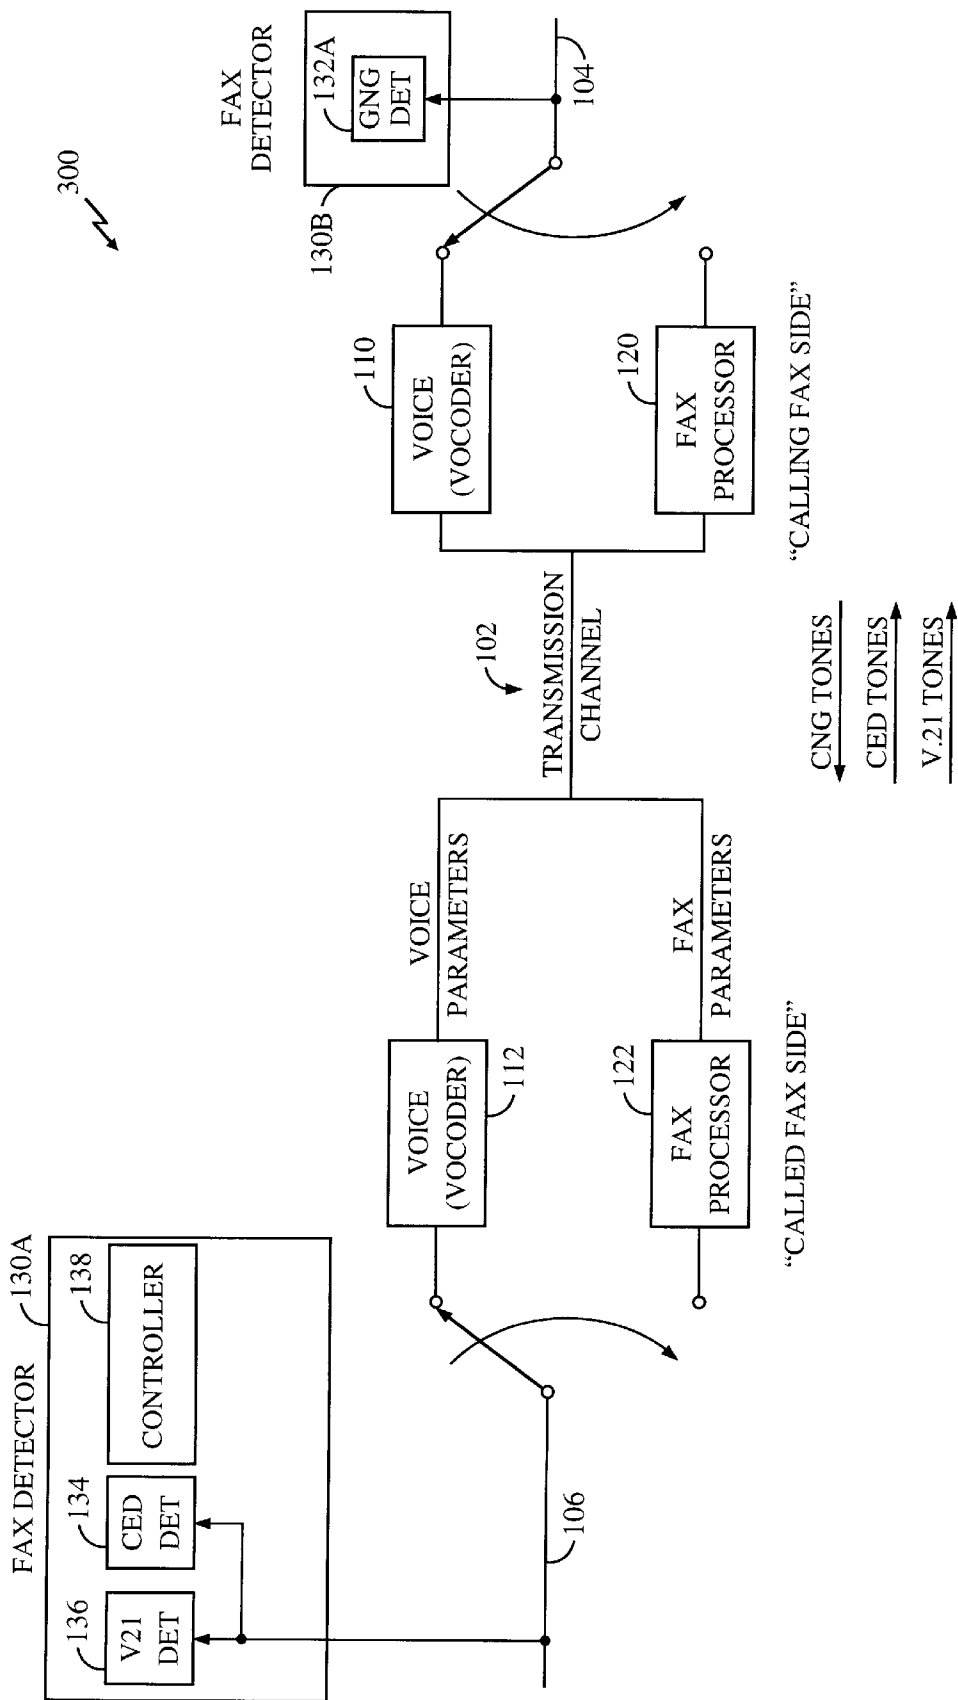 300
FAX DETECTOR
136
134
138
130A
V21
DET
CED
DET
CONTROLLER
106
VOICE
(VOCODER)
112
122
FAX
PROCESSOR
"CALLED FAX SIDE"
VOICE
PARAMETERS
FAX
PARAMETERS
102
TRANSMISSION
CHANNEL
110
VOICE
(VOCODER)
120
FAX
PROCESSOR
"CALLING FAX SIDE"
FAX
DETECTOR
132A
GNG
DET
130B
104
CNG TONES
CED TONES
V.21 TONES